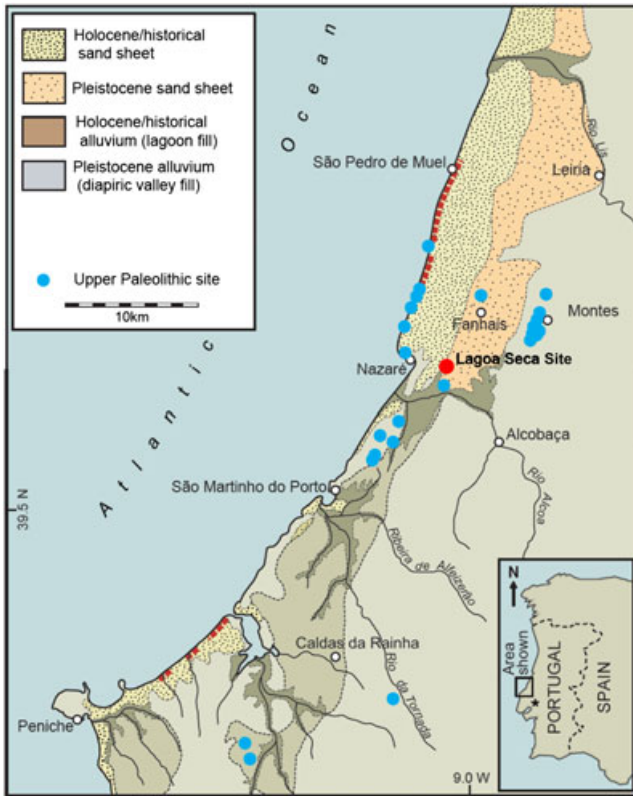 Holocene/historical
sand sheet
Pleistocene sand sheet
Holocene/historical
alluvium (lagoon fill)
Pleistocene alluvium
(diapiric valley fill)
Upper Paleolithic site
10km
Atlantic Ocean
São Pedro de Muel
Rio Lis
Leiria
Fanhais
Montes
Nazaré
Lagoa Seca Site
Alcobaça
São Martinho do Portol
Rio Alcoa
39.5 N
Ribeira de Alfeizerão
Caldas da Rainha
Rio da Tornada
Peniche
9.0 W
N
Area
shown
PORTUGAL
SPAIN